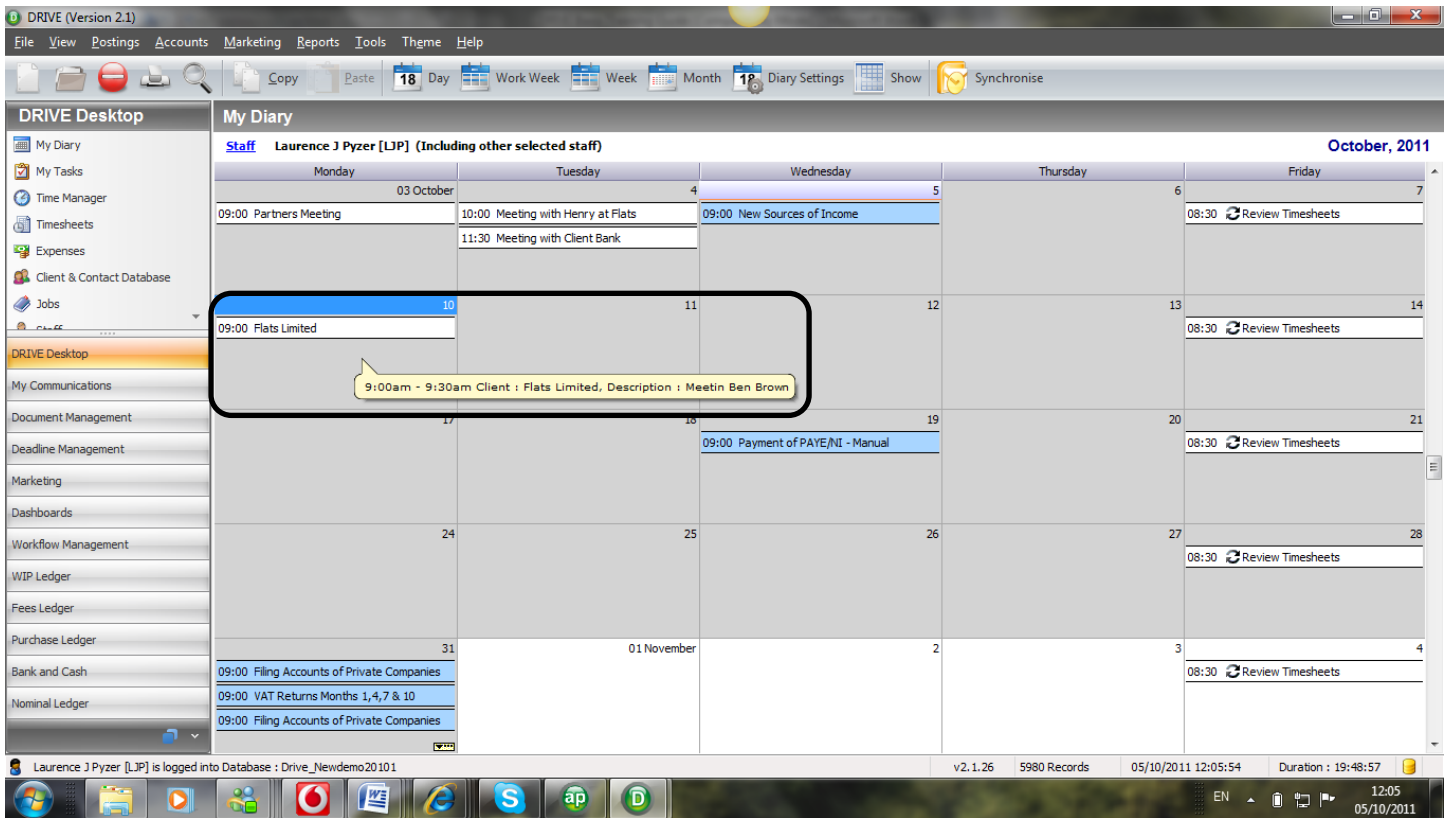 DRIVE (Version 2.1)
File View Postings Accounts Marketing Reports Tools Theme Help
Copy Paste 18 Day Work Week Week Month 18 Diary Settings Show Synchronise
DRIVE Desktop
My Diary
My Tasks
Time Manager
Timesheets
Expenses
Client & Contact Database
Jobs
Staff
DRIVE Desktop
My Communications
Document Management
Deadline Management
Marketing
Dashboards
Workflow Management
WIP Ledger
Fees Ledger
Purchase Ledger
Bank and Cash
Nominal Ledger
My Diary
Staff Laurence J Pyzer [LJP] (Including other selected staff) October, 2011
Monday Tuesday Wednesday Thursday Friday
03 October 4 5 6 7
09:00 Partners Meeting 10:00 Meeting with Henry at Flats 09:00 New Sources of Income 08:30 Review Timesheets
11:30 Meeting with Client Bank
10 11 12 13 14
09:00 Flats Limited 08:30 Review Timesheets
9:00am - 9:30am Client : Flats Limited, Description : Meetin Ben Brown
17 18 19 20 21
09:00 Payment of PAYE/NI - Manual 08:30 Review Timesheets
24 25 26 27 28
08:30 Review Timesheets
31 01 November 2 3 4
09:00 Filing Accounts of Private Companies 08:30 Review Timesheets
09:00 VAT Returns Months 1,4,7 & 10
09:00 Filing Accounts of Private Companies
Laurence J Pyzer [LJP] is logged into Database : Drive_Newdemo20101 v2.1.26 5980 Records 05/10/2011 12:05:54 Duration : 19:48:57
W S ap D EN 12:05
05/10/2011